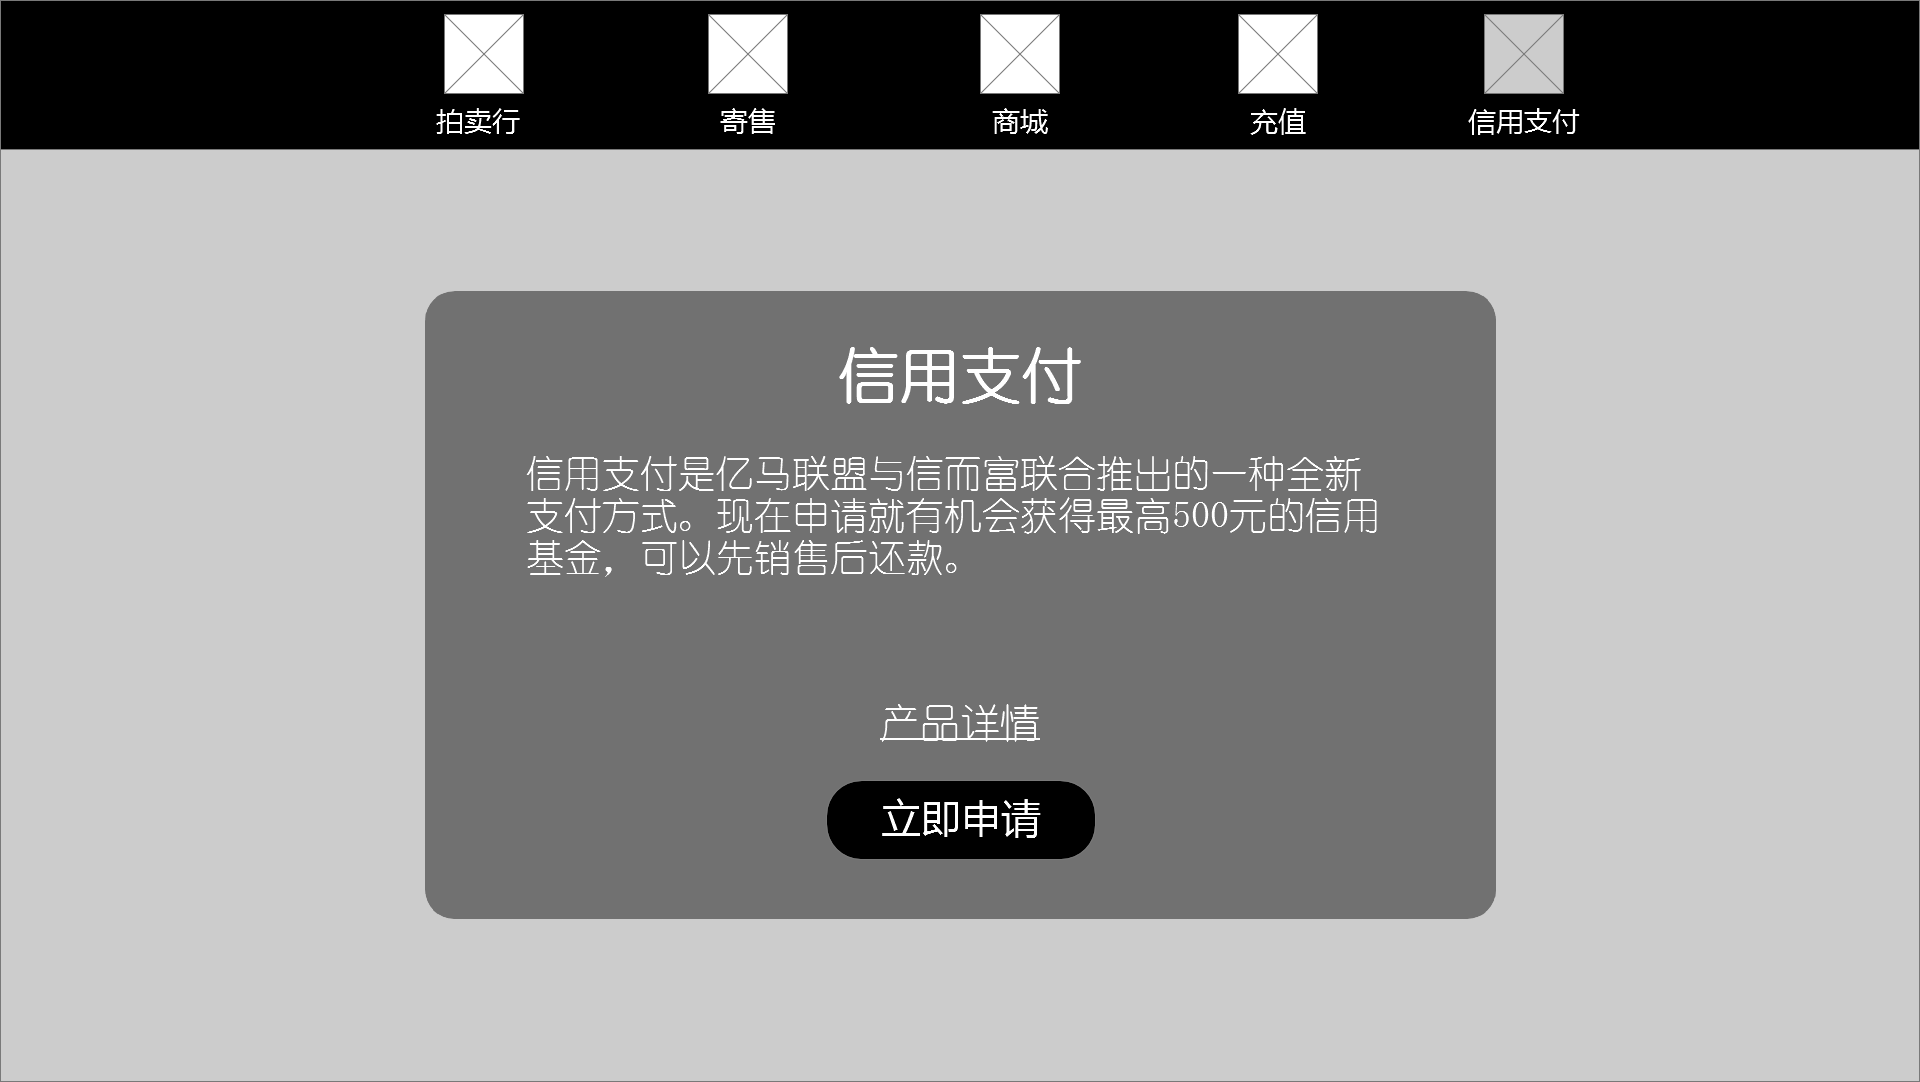 拍卖行
寄售
商城
充值
信用支付
信用支付
信用支付是亿马联盟与信而富联合推出的一种全新
支付方式。现在申请就有机会获得最高500元的信用
基金，可以先销售后还款。
产品详情
立即申请